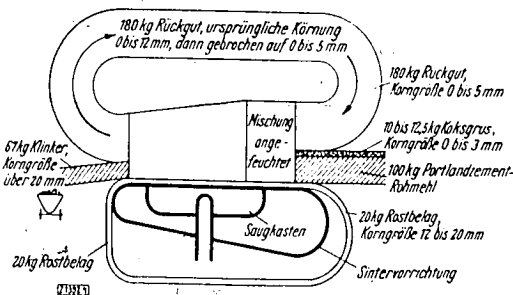 180 kg Rückgut, ursprüngliche Körnung
0 bis 12 mm, dann gebrochen auf 0 bis 5 mm
180 kg Rückgut,
Korngröße 0 bis 5 mm
Mischung
ange-
feuchtet
10 bis 12,5 kg Koksgrus,
Korngröße 0 bis 3 mm
67 kg Klinker,
Korngröße
über 20 mm
100 kg Portlandzement-
Rohmehl
Saugkasten
20 kg Rostbelag,
Korngröße 12 bis 20 mm
20 kg Rostbelag
Sintervorrichtung